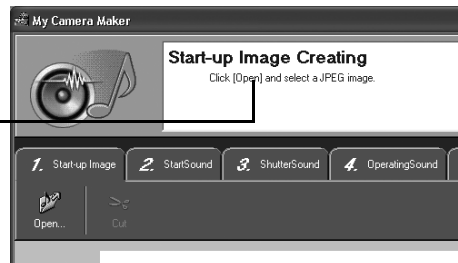 My Camera Maker
Start-up Image Creating
Click [Open] and select a JPEG image.
1. Start-up Image 2. StartSound 3. ShutterSound 4. OperatingSound
Open... Cut